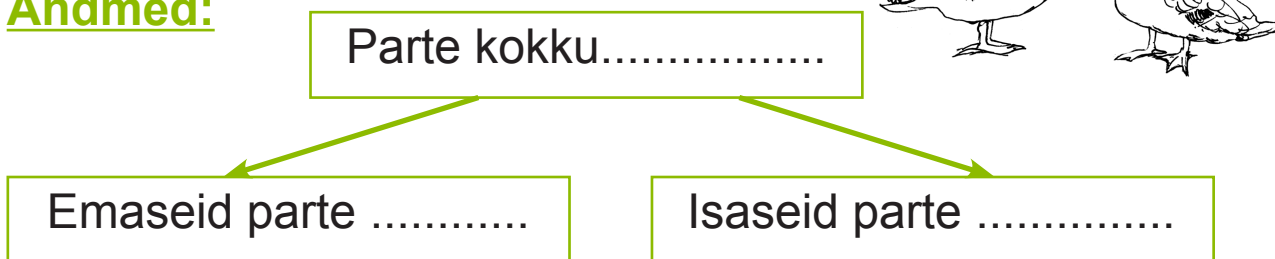 Andmed:
Parte kokku.................
Emaseid parte ............
Isaseid parte ...............